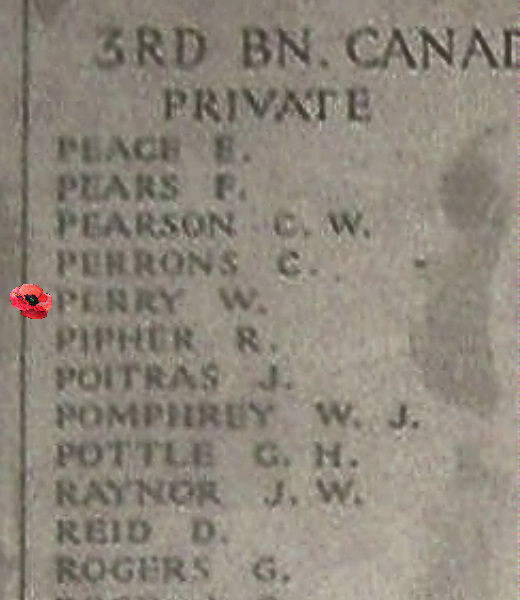 3RD BN. CANAD
PRIVATE
PEACE E.
PEARS F.
PEARSON C. W.
PERRONS C.
PERRY W.
PIPHER R.
POITRAS J.
POMPHREY W. J.
POTTLE G. H.
RAYNOR J. W.
REID D.
ROGERS G.